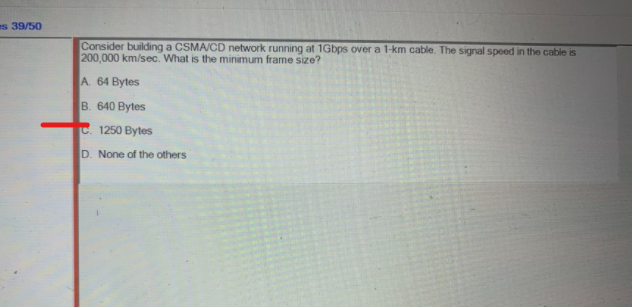 es 39/50
Consider building a CSMA/CD network running at 1Gbps over a 1-km cable. The signal speed in the cable is
200,000 km/sec. What is the minimum frame size?
A. 64 Bytes
B. 640 Bytes
C. 1250 Bytes
D. None of the others